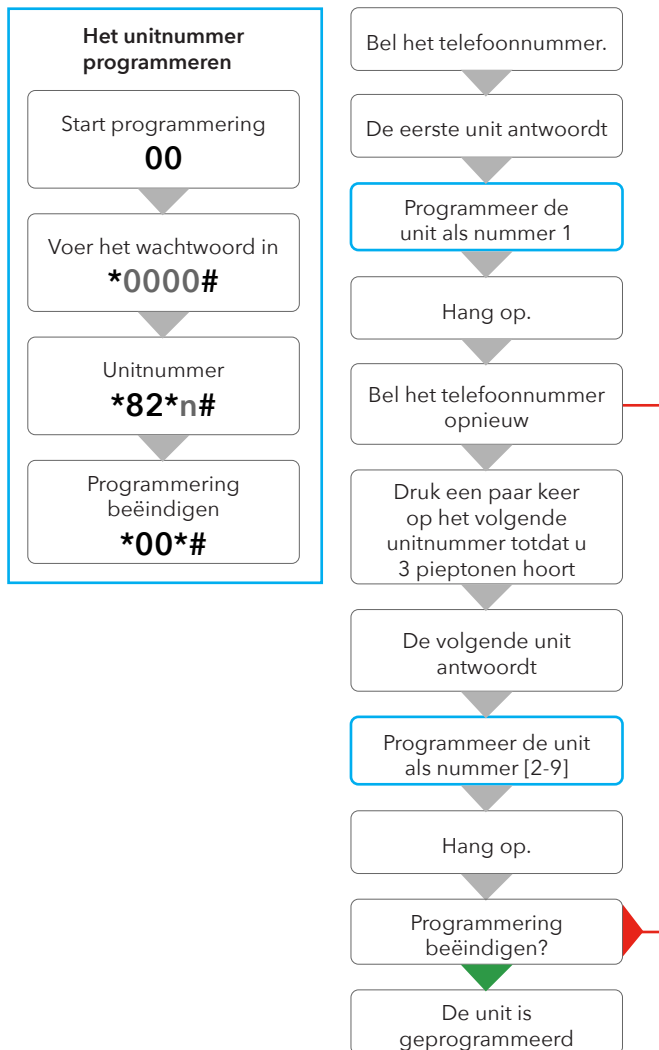 Het unitnummer
programmeren
Start programmering
00
Voer het wachtwoord in
*0000#
Unitnummer
*82*n#
Programmering
beëindigen
*00*#
Bel het telefoonnummer.
De eerste unit antwoordt
Programmeer de
unit als nummer 1
Hang op.
Bel het telefoonnummer
opnieuw
Druk een paar keer
op het volgende
unitnummer totdat u
3 pieptonen hoort
De volgende unit
antwoordt
Programmeer de unit
als nummer [2-9]
Hang op.
Programmering
beëindigen?
De unit is
geprogrammeerd